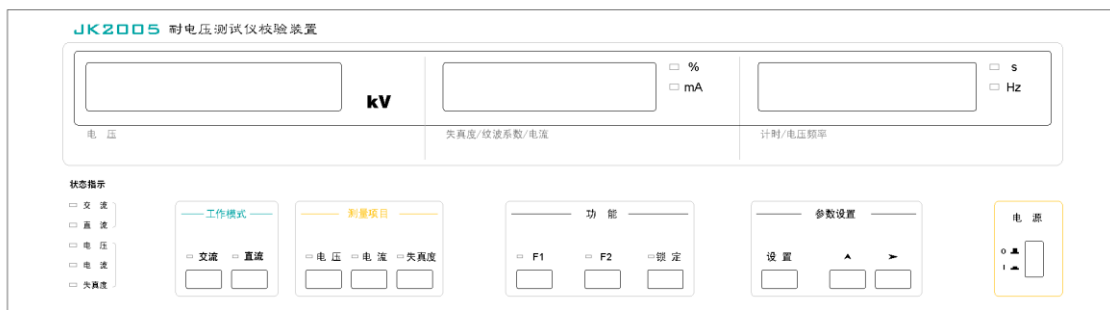 JK2005 耐电压测试仪校验装置
kV
%
mA
s
Hz
电 压
失真度/纹波系数/电流
计时/电压频率
状态指示
交 流
直 流
电 压
电 流
失真度
工作模式
交流 直流
测量项目
电 压 电 流 失真度
功 能
F1 F2 锁 定
参数设置
设 置
电 源
0
1